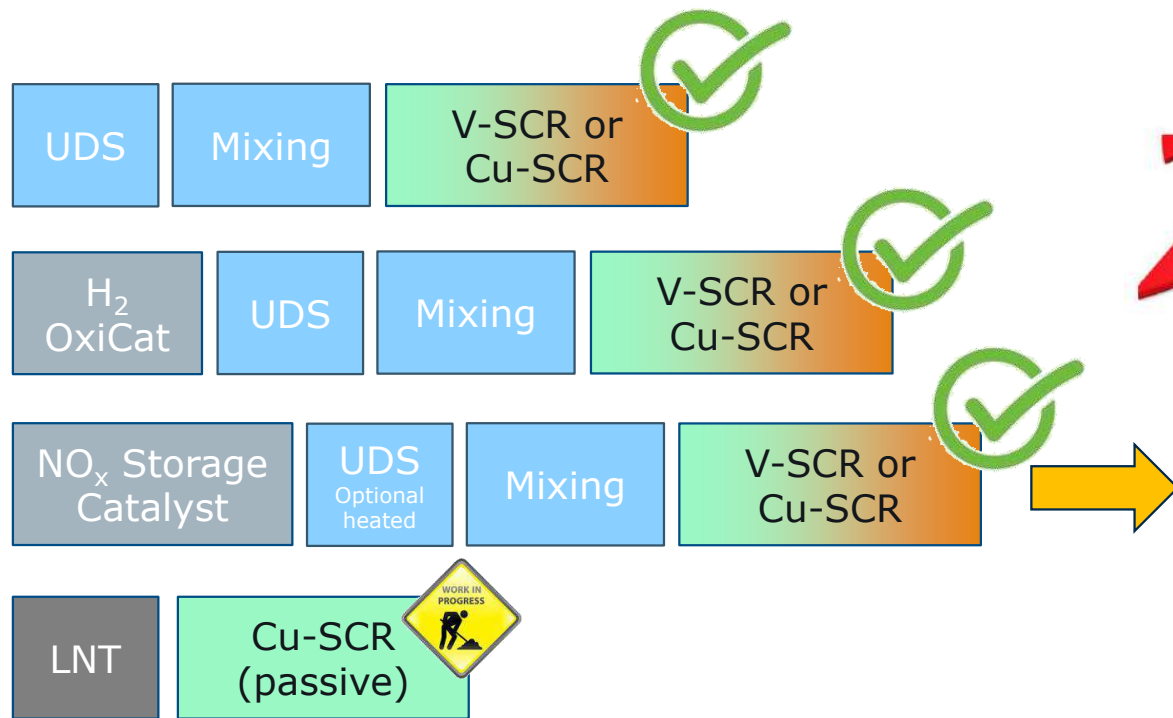 UDS
Mixing
V-SCR or
Cu-SCR
H₂
OxiCat
UDS
Mixing
V-SCR or
Cu-SCR
NOₓ Storage
Catalyst
UDS
Optional
heated
Mixing
V-SCR or
Cu-SCR
LNT
Cu-SCR
(passive)
WORK IN
PROGRESS